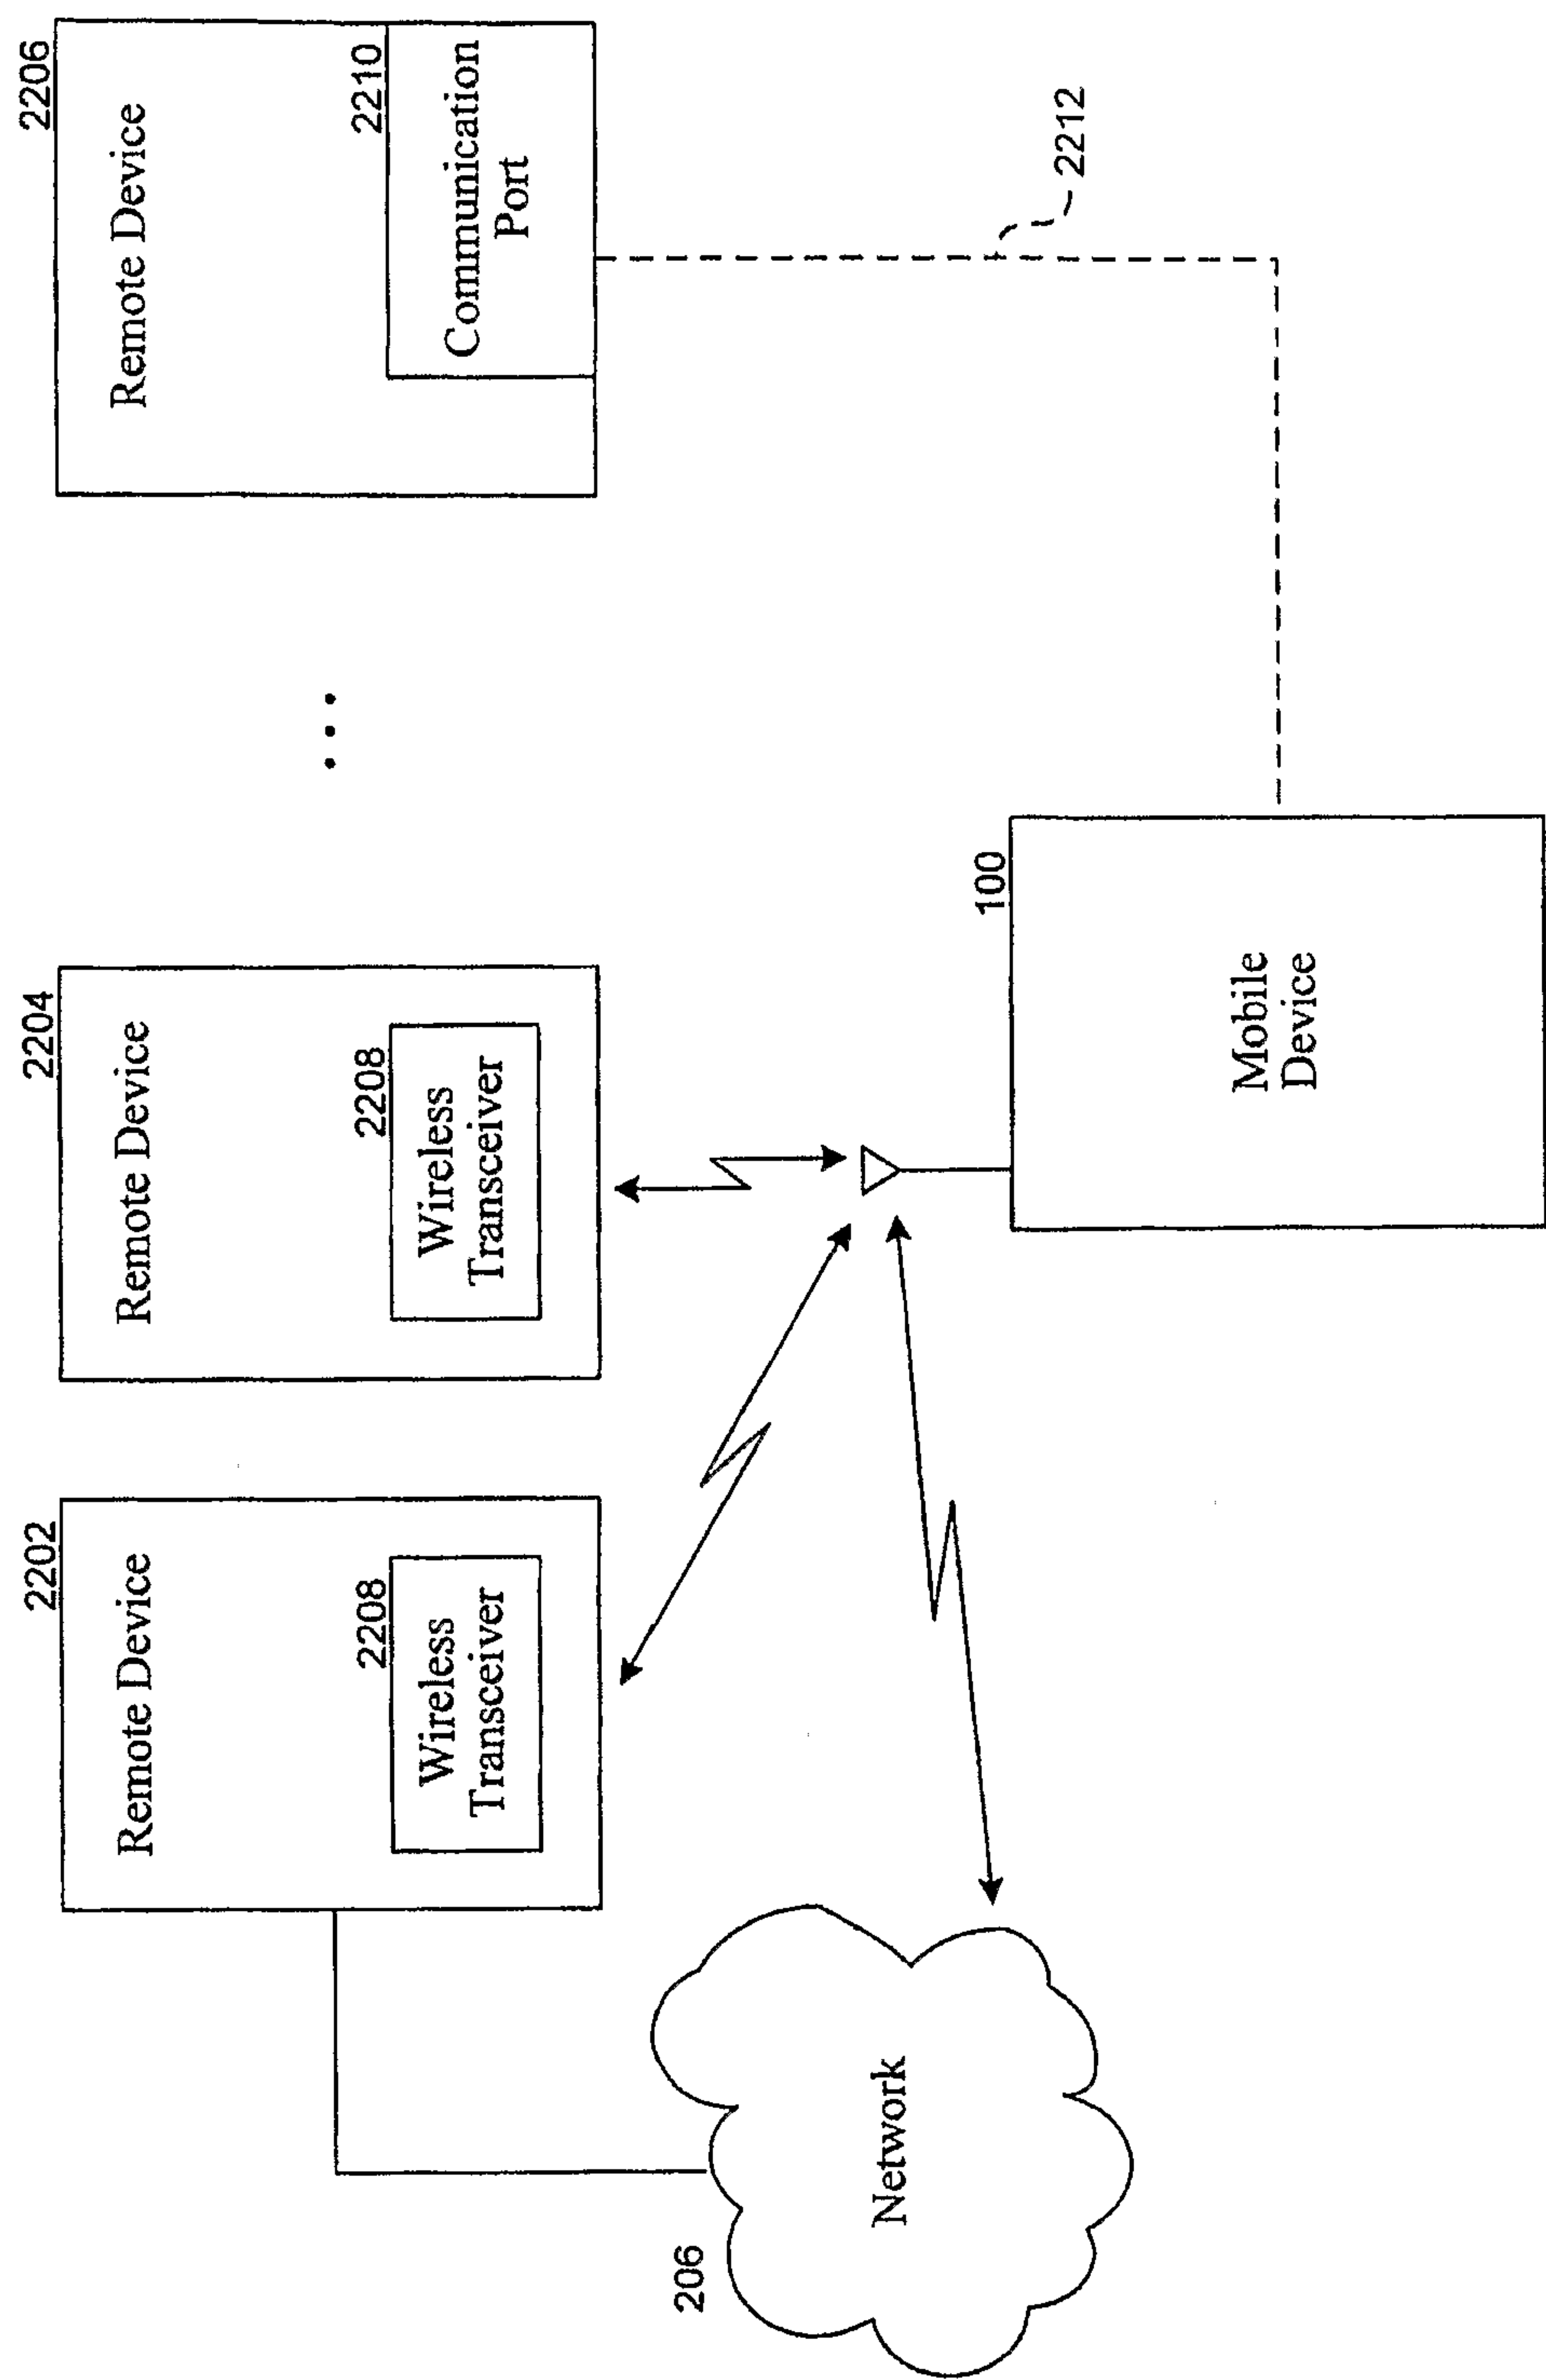 2202
Remote Device
2208
Wireless
Transceiver
2204
Remote Device
2208
Wireless
Transceiver
...
2206
Remote Device
2210
Communication
Port
2212
206
Network
100
Mobile
Device